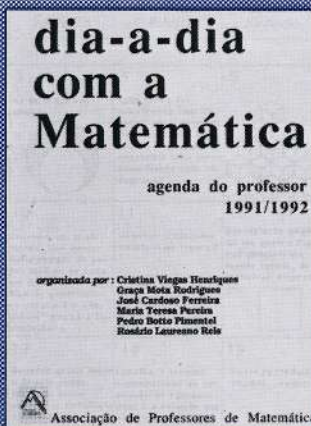 dia-a-dia
com a
Matemática
agenda do professor
1991/1992
organizada por : Cristina Viegas Henriques
Graça Mota Rodrigues
José Cardoso Ferreira
Maria Teresa Pereira
Pedro Botto Pimentel
Rosário Laureano Reis
Associação de Professores de Matemátic